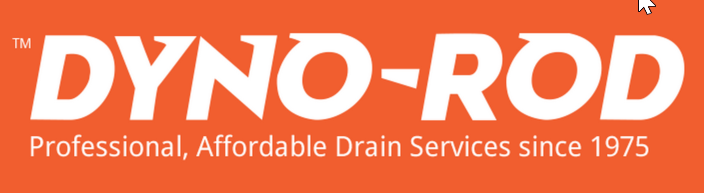 ™ DYNO-ROD
Professional, Affordable Drain Services since 1975